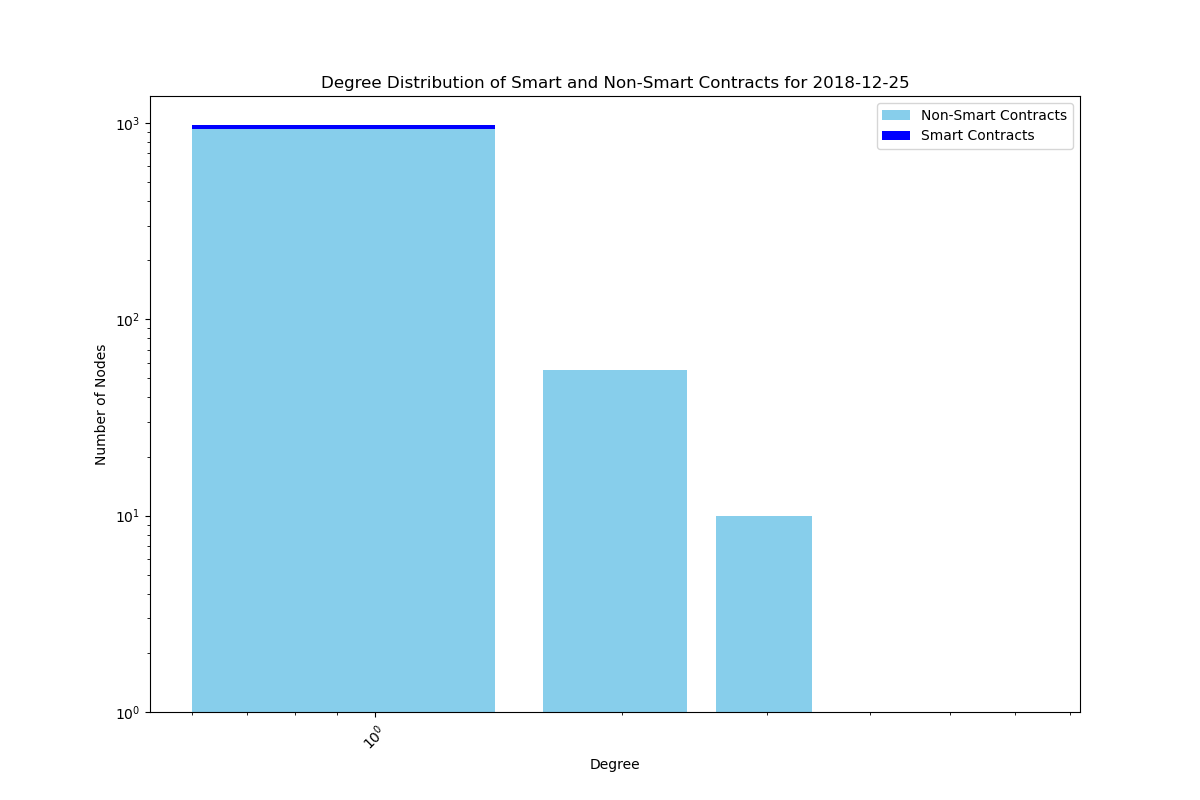 Degree Distribution of Smart and Non-Smart Contracts for 2018-12-25
Non-Smart Contracts
Smart Contracts
Number of Nodes
10³
10²
10¹
10⁰
10⁰
Degree